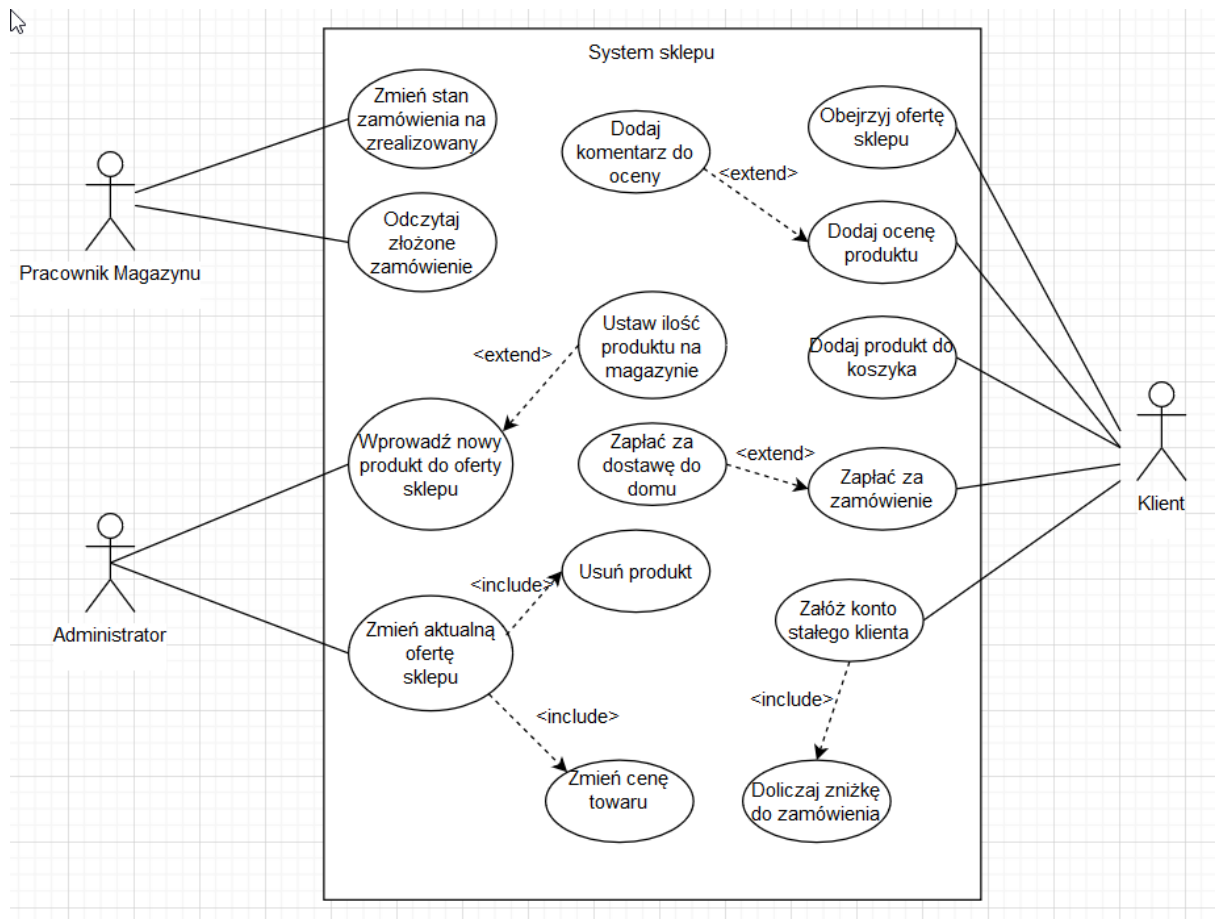 System sklepu
Zmień stan
zamówienia na
zrealizowany
Dodaj
komentarz do
oceny
<extend>
Obejrzyj ofertę
sklepu
Odczytaj
złożone
zamówienie
Dodaj ocenę
produktu
Pracownik Magazynu
Ustaw ilość
produktu na
magazynie
<extend>
Dodaj produkt do
koszyka
Wprowadź nowy
produkt do oferty
sklepu
Zapłać za
dostawę do
domu
<extend>
Zapłać za
zamówienie
Klient
Administrator
<include>
Usuń produkt
Zmień aktualną
ofertę
sklepu
Załóż konto
stałego klienta
<include>
<include>
Zmień cenę
towaru
Doliczaj zniżkę
do zamówienia